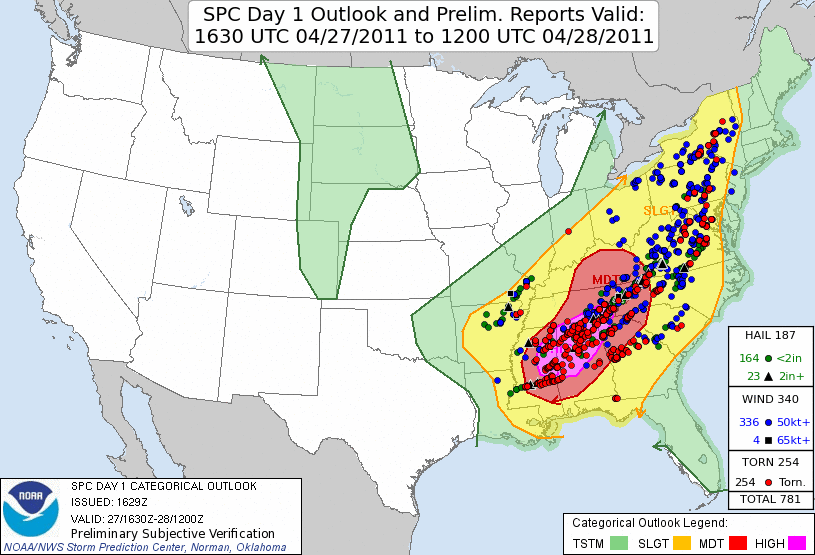 SPC Day 1 Outlook and Prelim. Reports Valid:
1630 UTC 04/27/2011 to 1200 UTC 04/28/2011
SLGT
MDT
HAIL 187
164 <2in
23 2in+
WIND 340
336 50kt+
4 65kt+
TORN 254
254 Torn.
TOTAL 781
NOAA
SPC DAY 1 CATEGORICAL OUTLOOK
ISSUED: 1629Z
VALID: 27/1630Z-28/1200Z
Preliminary Subjective Verification
NOAA/NWS Storm Prediction Center, Norman, Oklahoma
Categorical Outlook Legend:
TSTM SLGT MDT HIGH